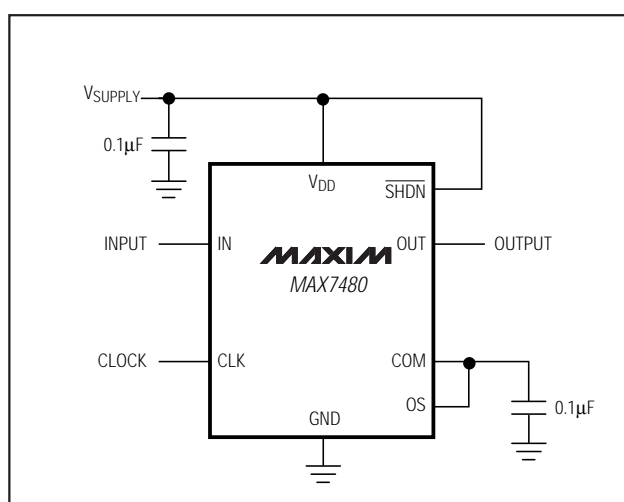 VSUPPLY
0.1µF
VDD
SHDN
INPUT
IN
MAXIM
OUT
OUTPUT
MAX7480
CLOCK
CLK
COM
OS
0.1µF
GND